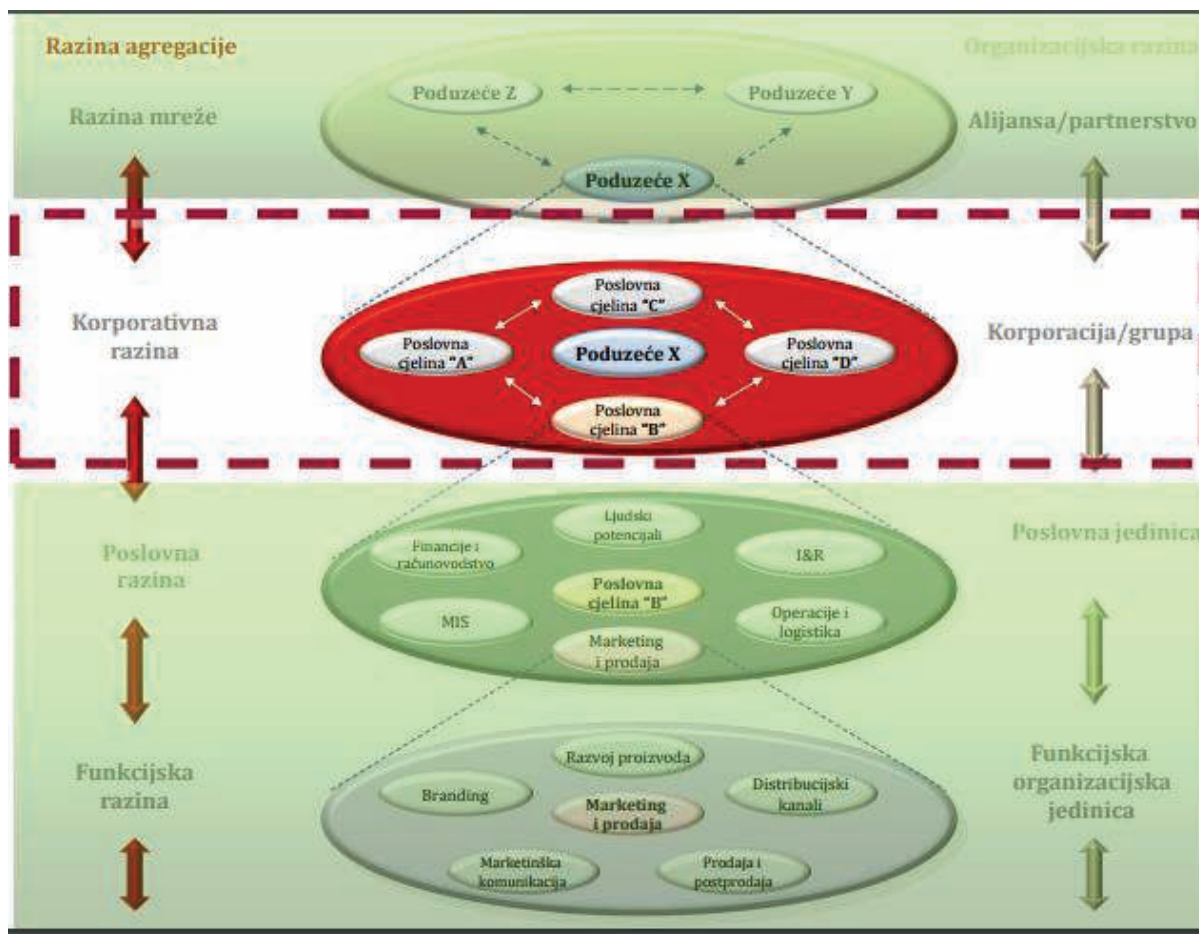 Razina agregacije
Organizacijska razina
Poduzeće Z
Poduzeće Y
Razina mreže
Alijansa/partnerstvo
Poduzeće X
Poslovna
cjelina "C"
Korporativna
razina
Poslovna
cjelina "A"
Poduzeće X
Poslovna
cjelina "D"
Korporacija/grupa
Poslovna
cjelina "B"
Poslovna
razina
Ljudski
potencijali
Financije i
računovodstvo
I&R
Poslovna jedinica
Poslovna
cjelina "B"
MIS
Operacije i
logistika
Marketing
i prodaja
Funkcijska
razina
Razvoj proizvoda
Branding
Distribucijski
kanali
Marketing
i prodaja
Funkcijska
organizacijska
jedinica
Marketinška
komunikacija
Prodaja i
postprodaja